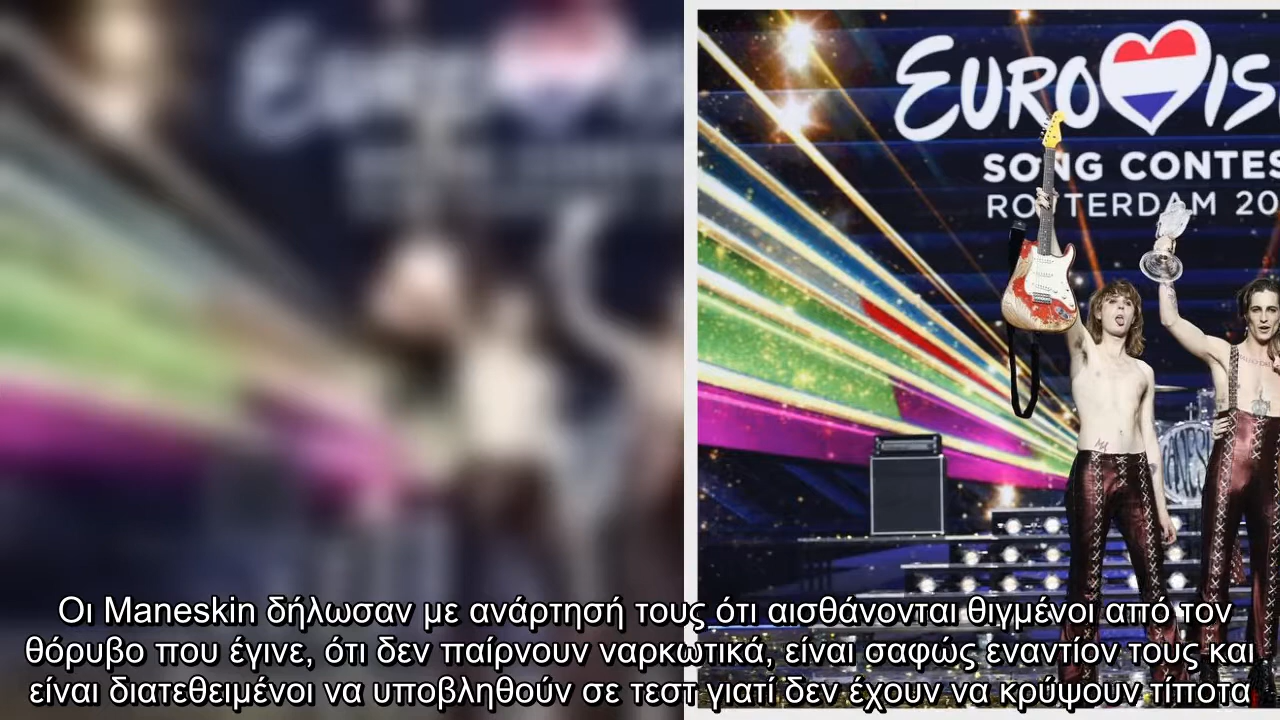 EUROVIS
SONG CONTES
ROTTERDAM 20
Οι Maneskin δήλωσαν με ανάρτησή τους ότι αισθάνονται θιγμένοι από τον
θόρυβο που έγινε, ότι δεν παίρνουν ναρκωτικά, είναι σαφώς εναντίον τους και
είναι διατεθειμένοι να υποβληθούν σε τεστ γιατί δεν έχουν να κρύψουν τίποτα